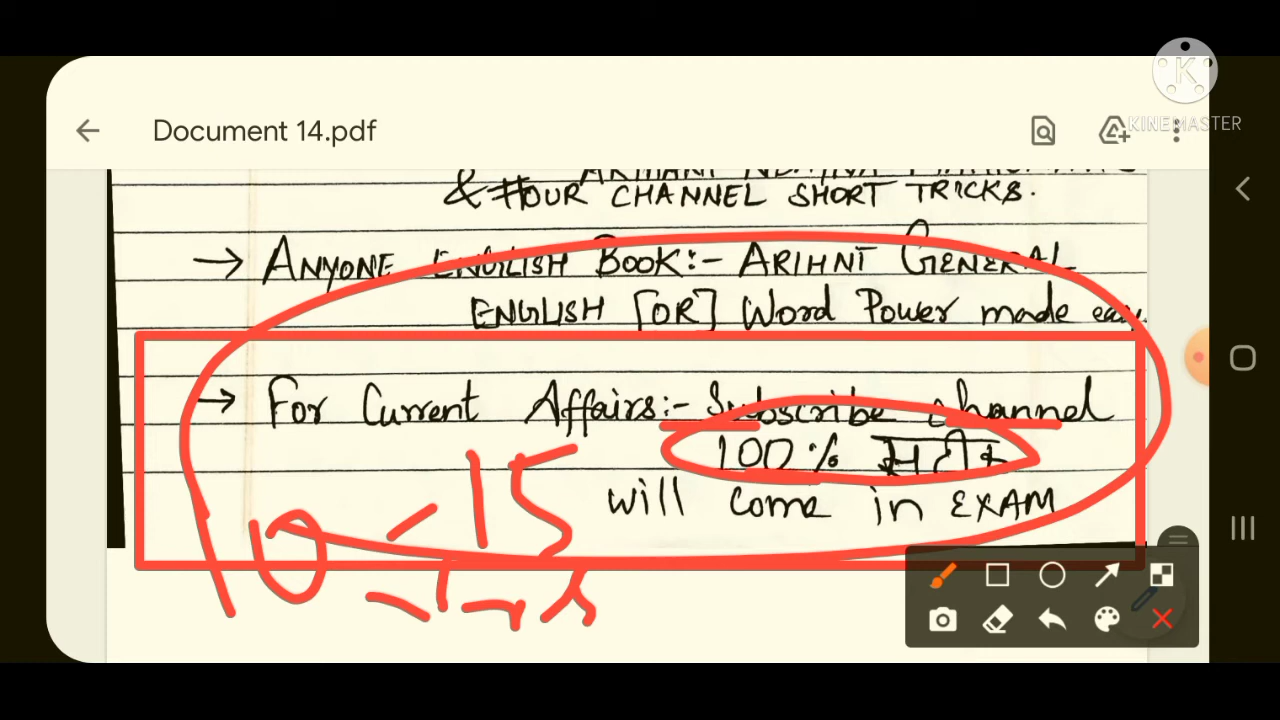 Document 14.pdf
KINEMASTER
& HOUR CHANNEL SHORT TRICKS.
→ ANYONE ENGLISH BOOK:- ARIHNT GENERAL
ENGLISH [OR] Word Power made easy
→ For Current Affairs:- Subscribe channel
100%
will come in EXAM
10-15